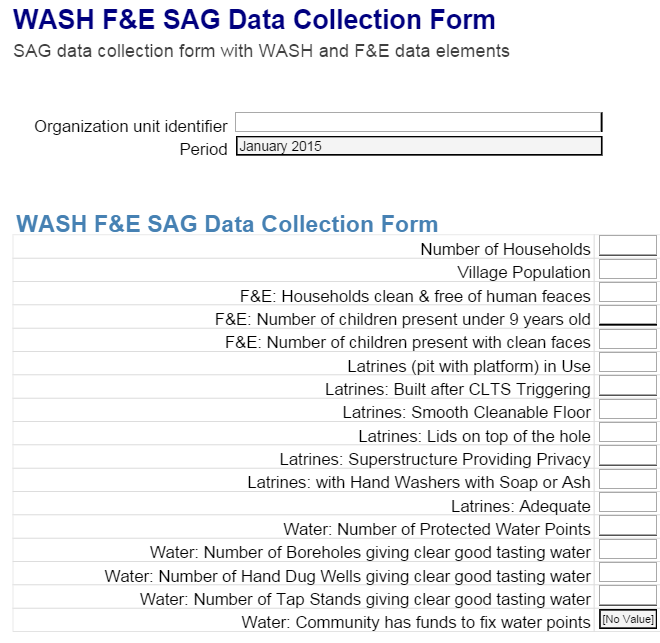 WASH F&E SAG Data Collection Form
SAG data collection form with WASH and F&E data elements
Organization unit identifier
Period January 2015
WASH F&E SAG Data Collection Form
Number of Households
Village Population
F&E: Households clean & free of human feaces
F&E: Number of children present under 9 years old
F&E: Number of children present with clean faces
Latrines (pit with platform) in Use
Latrines: Built after CLTS Triggering
Latrines: Smooth Cleanable Floor
Latrines: Lids on top of the hole
Latrines: Superstructure Providing Privacy
Latrines: with Hand Washers with Soap or Ash
Latrines: Adequate
Water: Number of Protected Water Points
Water: Number of Boreholes giving clear good tasting water
Water: Number of Hand Dug Wells giving clear good tasting water
Water: Number of Tap Stands giving clear good tasting water
Water: Community has funds to fix water points [No Value]